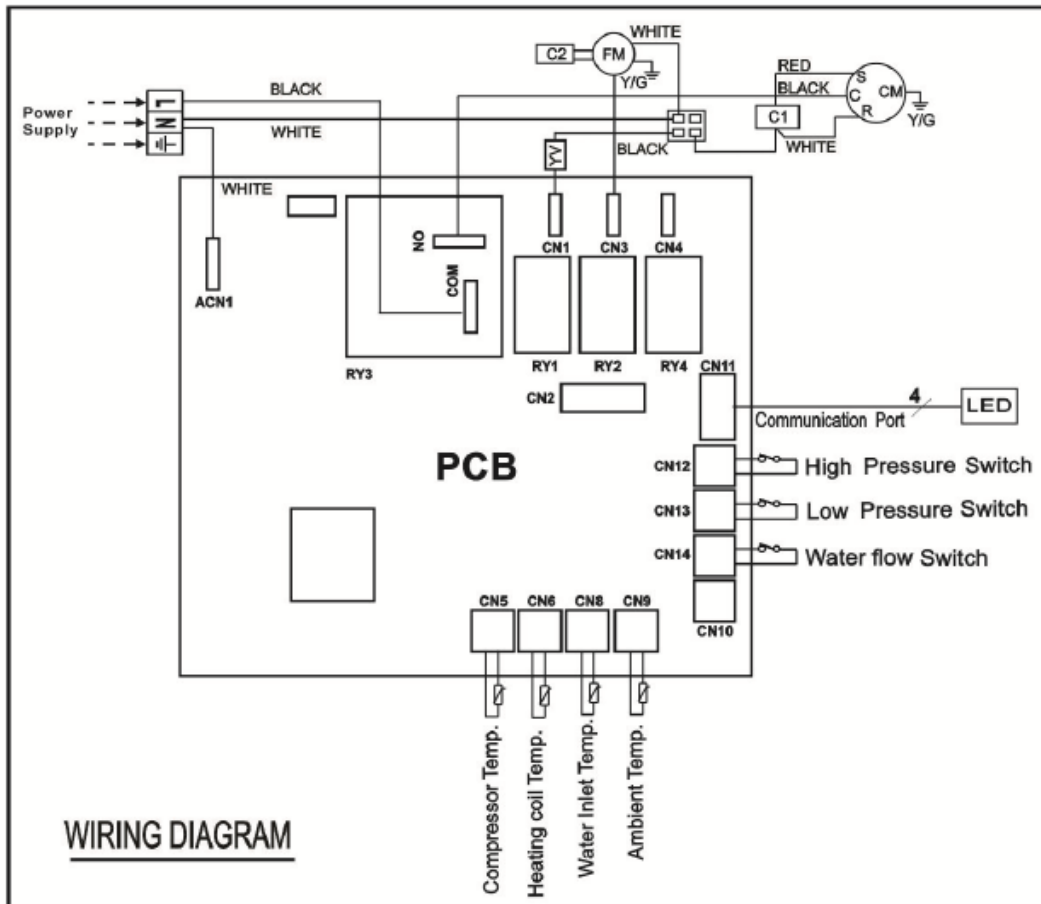 WHITE
C2
FM
Y/G
RED
BLACK
S
C
R
CM
Y/G
C1
WHITE
Power
Supply
L
N
BLACK
WHITE
BLACK
YV
WHITE
ACN1
NO
COM
RY3
CN1
CN3
CN4
RY1
RY2
RY4
CN2
CN11
4
Communication Port
LED
PCB
CN12
High Pressure Switch
CN13
Low Pressure Switch
CN14
Water flow Switch
CN10
CN5
CN6
CN8
CN9
Compressor Temp.
Heating coil Temp.
Water Inlet Temp.
Ambient Temp.
WIRING DIAGRAM